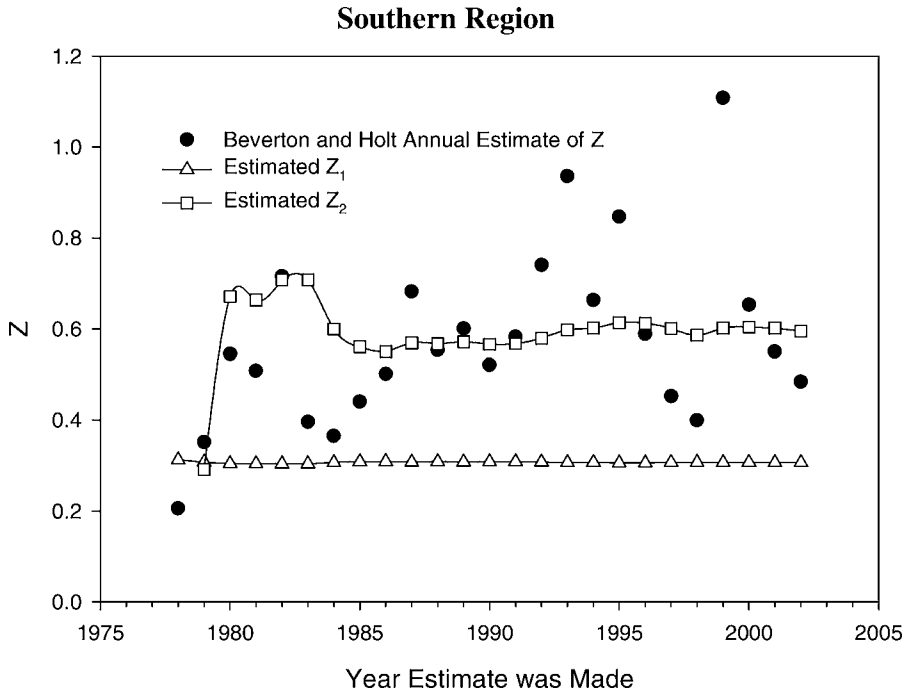 Southern Region
1.2
1.0
0.8
0.6
0.4
0.2
0.0
Z
Beverton and Holt Annual Estimate of Z
Estimated Z₁
Estimated Z₂
1975 1980 1985 1990 1995 2000 2005
Year Estimate was Made